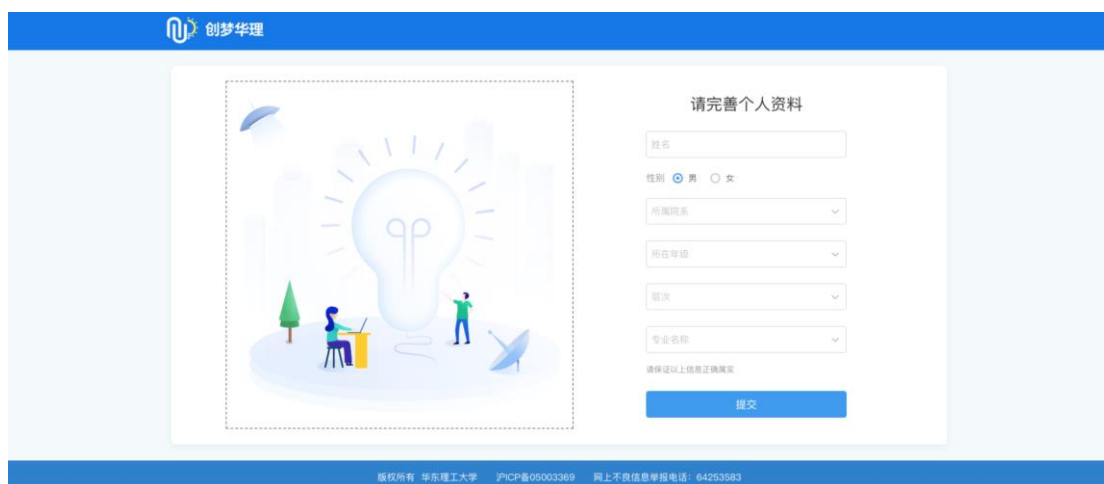 创梦华理
请完善个人资料
姓名
性别 男 女
所属院系
所在年级
层次
专业名称
请保证以上信息正确属实
提交
版权所有 华东理工大学 沪ICP备05003369 网上不良信息举报电话：64253583